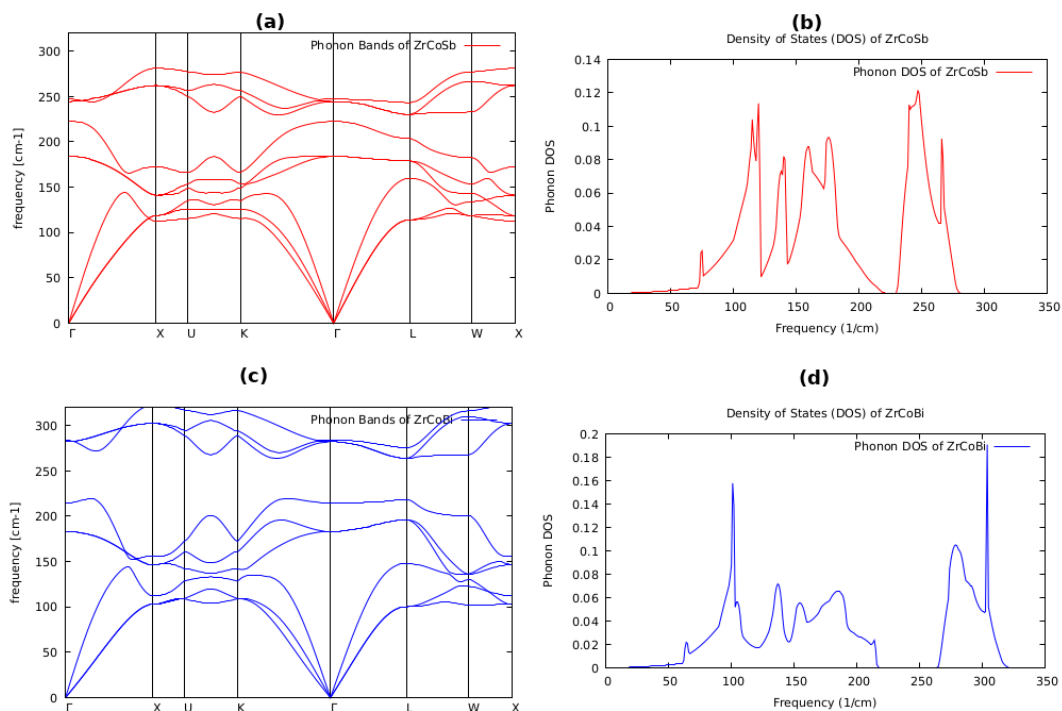 (a)
Phonon Bands of ZrCoSb
frequency [cm-1]
300
250
200
150
100
50
0
Γ X U K Γ L W X
(b)
Density of States (DOS) of ZrCoSb
Phonon DOS of ZrCoSb
Phonon DOS
0.14
0.12
0.1
0.08
0.06
0.04
0.02
0
0 50 100 150 200 250 300 350
Frequency (1/cm)
(c)
Phonon Bands of ZrCoBi
frequency [cm-1]
300
250
200
150
100
50
0
Γ X U K Γ L W X
(d)
Density of States (DOS) of ZrCoBi
Phonon DOS of ZrCoBi
Phonon DOS
0.2
0.18
0.16
0.14
0.12
0.1
0.08
0.06
0.04
0.02
0
0 50 100 150 200 250 300 350
Frequency (1/cm)